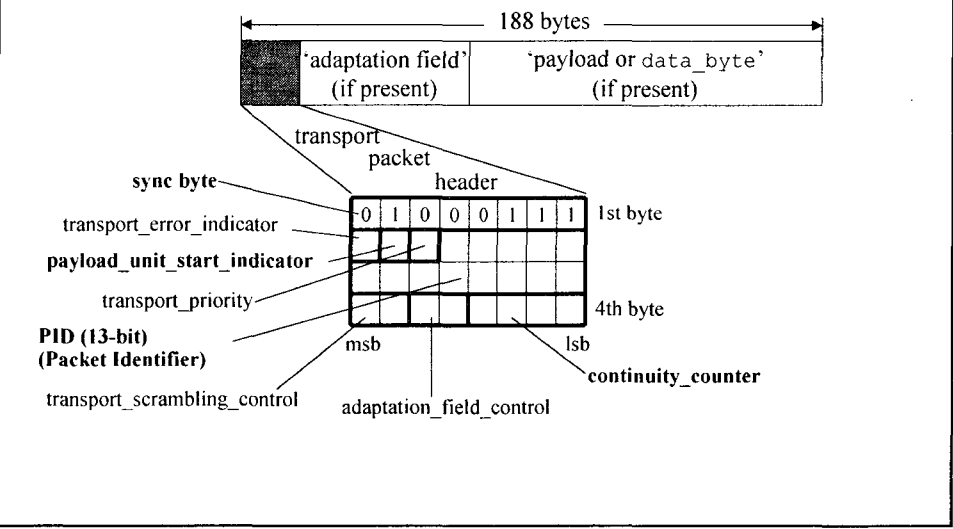 188 bytes
'adaptation field'
(if present)
'payload or data_byte'
(if present)
transport
packet
header
sync byte
0 1 0 0 0 1 1 1
1st byte
transport_error_indicator
payload_unit_start_indicator
transport_priority
4th byte
PID (13-bit)
(Packet Identifier)
msb
lsb
continuity_counter
transport_scrambling_control
adaptation_field_control